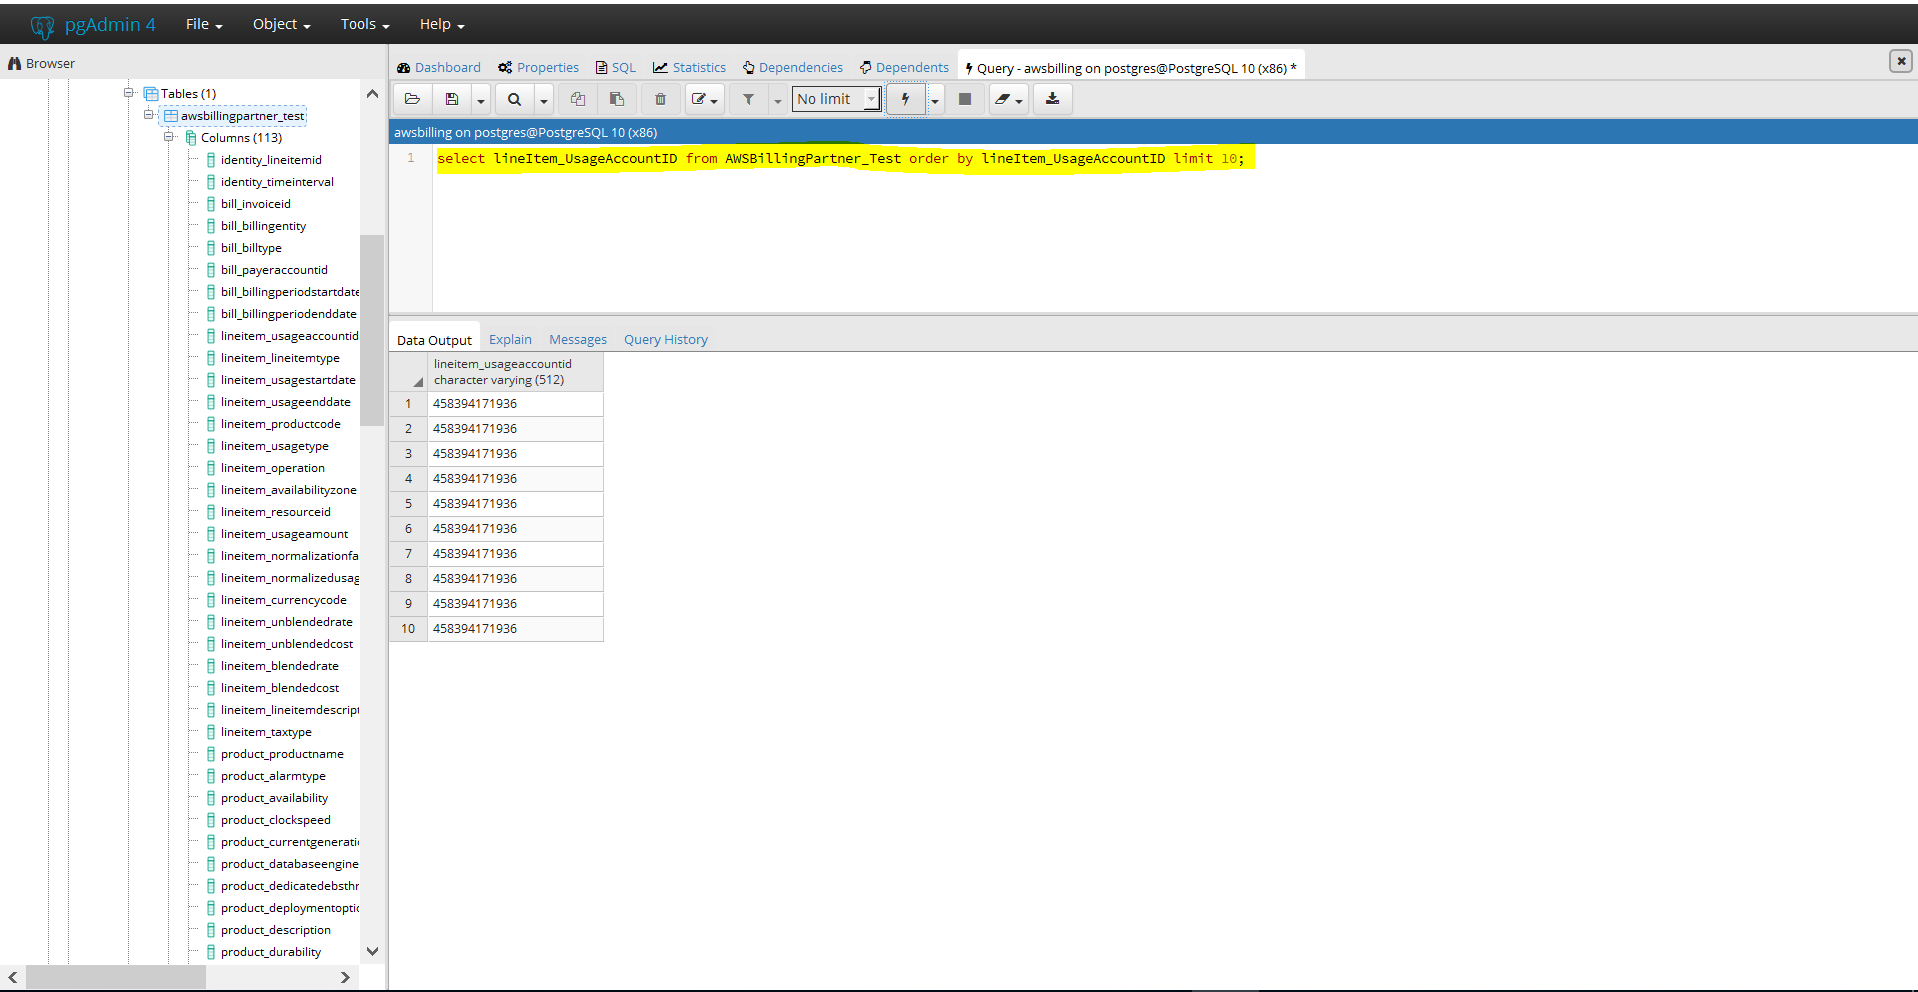 pgAdmin 4 File Object Tools Help
Browser
Dashboard Properties SQL Statistics Dependencies Dependents Query - awsbilling on postgres@PostgreSQL 10 (x86) *
No limit
awsbilling on postgres@PostgreSQL 10 (x86)
1 select lineItem_UsageAccountID from AWSBillingPartner_Test order by lineItem_UsageAccountID limit 10;
Tables (1)
awsbillingpartner_test
Columns (113)
identity_lineitemid
identity_timeinterval
bill_invoiceid
bill_billingentity
bill_billtype
bill_payeraccountid
bill_billingperiodstartdate
bill_billingperiodenddate
lineitem_usageaccountid
lineitem_lineitemtype
lineitem_usagestartdate
lineitem_usageenddate
lineitem_productcode
lineitem_usagetype
lineitem_operation
lineitem_availabilityzone
lineitem_resourceid
lineitem_usageamount
lineitem_normalizationfa
lineitem_normalizedusag
lineitem_currencycode
lineitem_unblendedrate
lineitem_unblendedcost
lineitem_blendedrate
lineitem_blendedcost
lineitem_lineitemdescript
lineitem_taxtype
product_productname
product_alarmtype
product_availability
product_clockspeed
product_currentgenerati
product_databaseengine
product_dedicatedebsthr
product_deploymentoptio
product_description
product_durability
Data Output Explain Messages Query History
lineitem_usageaccountid
character varying (512)
1 458394171936
2 458394171936
3 458394171936
4 458394171936
5 458394171936
6 458394171936
7 458394171936
8 458394171936
9 458394171936
10 458394171936